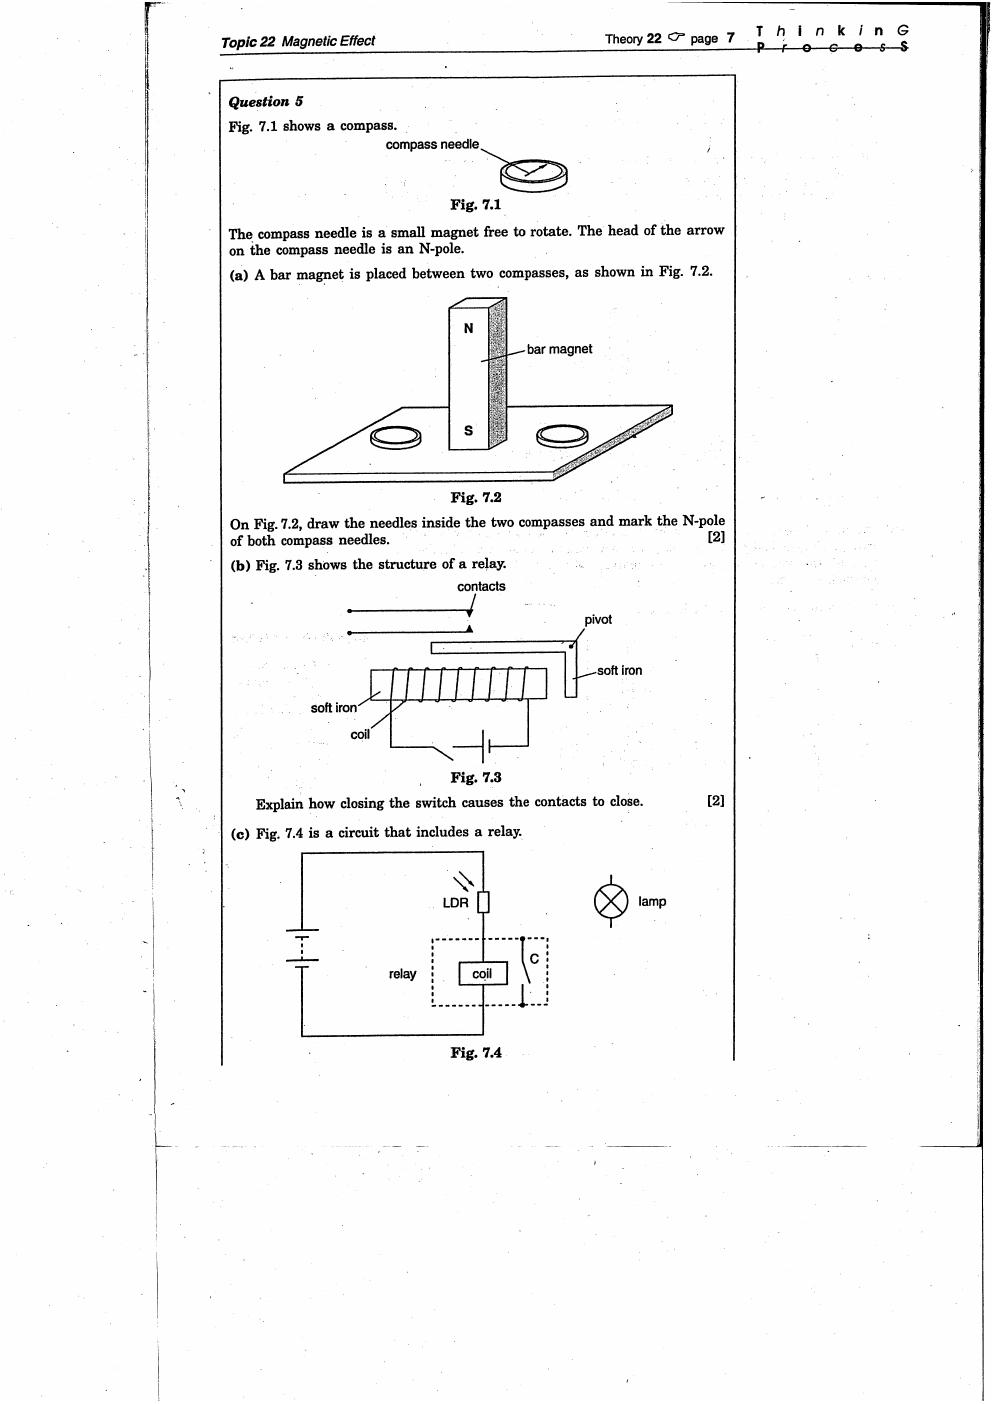 Topic 22 Magnetic Effect
Theory 22 ☞ page 7
ThinkinG
ProcesS
Question 5
Fig. 7.1 shows a compass.
compass needle
Fig. 7.1
The compass needle is a small magnet free to rotate. The head of the arrow
on the compass needle is an N-pole.
(a) A bar magnet is placed between two compasses, as shown in Fig. 7.2.
N
bar magnet
S
Fig. 7.2
On Fig. 7.2, draw the needles inside the two compasses and mark the N-pole
of both compass needles. [2]
(b) Fig. 7.3 shows the structure of a relay.
contacts
pivot
soft iron
soft iron
coil
Fig. 7.3
Explain how closing the switch causes the contacts to close. [2]
(c) Fig. 7.4 is a circuit that includes a relay.
LDR
lamp
C
relay
coil
Fig. 7.4